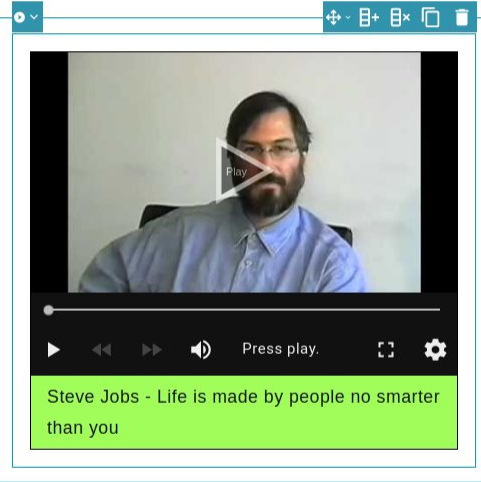 Play
Press play.
Steve Jobs - Life is made by people no smarter
than you